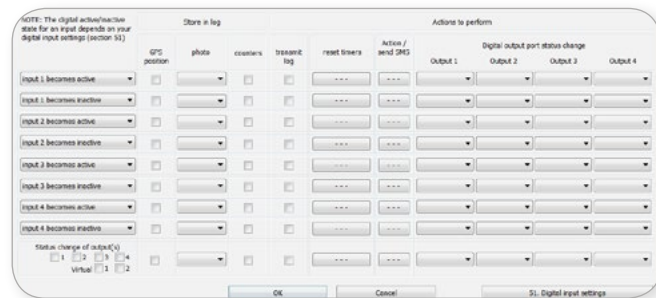 NOTE: The digital active/inactive
state for an input depends on your
digital input settings (section 51)
Store in log
Actions to perform
GPS
position
photo
counters
transmit
log
reset timers
Action /
send SMS
Digital output port status change
Output 1
Output 2
Output 3
Output 4
input 1 becomes active
- - -
- - -
input 1 becomes inactive
- - -
- - -
input 2 becomes active
- - -
- - -
input 2 becomes inactive
- - -
- - -
input 3 becomes active
- - -
- - -
input 3 becomes inactive
- - -
- - -
input 4 becomes active
- - -
- - -
input 4 becomes inactive
- - -
- - -
Status change of output(s)
1 2 3 4
Virtual 1 2
- - -
- - -
OK
Cancel
51. Digital input settings